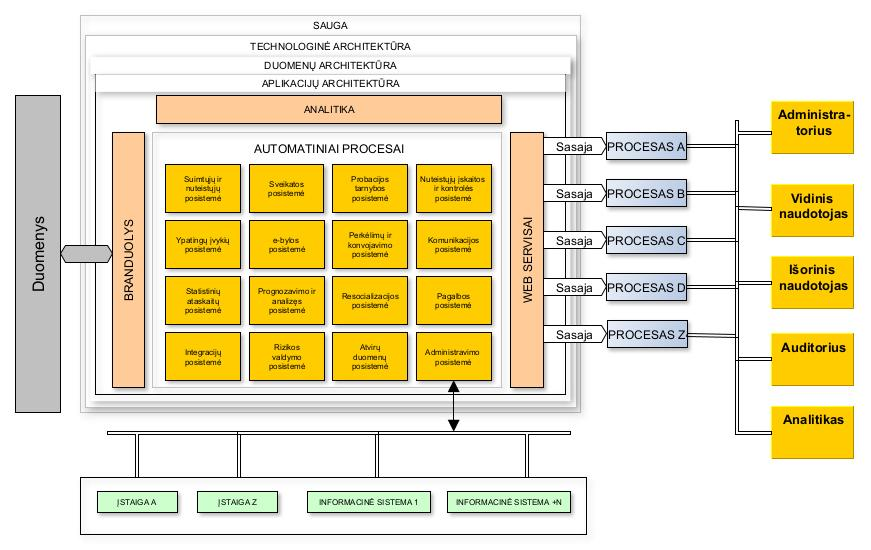 SAUGA
TECHNOLOGINĖ ARCHITEKTŪRA
DUOMENŲ ARCHITEKTŪRA
APLIKACIJŲ ARCHITEKTŪRA
ANALITIKA
Duomenys
BRANDUOLYS
AUTOMATINIAI PROCESAI
Suimtųjų ir
nuteistųjų
posistemė
Sveikatos
posistemė
Probacijos
tarnybos
posistemė
Nuteistųjų įskaitos
ir kontrolės
posistemė
Ypatingų įvykių
posistemė
e-bylos
posistemė
Perkėlimų ir
konvojavimo
posistemė
Komunikacijos
posistemė
Statistinių
ataskaitų
posistemė
Prognozavimo ir
analizės
posistemė
Resocializacijos
posistemė
Pagalbos
posistemė
Integracijų
posistemė
Rizikos
valdymo
posistemė
Atvirų
duomenų
posistemė
Administravimo
posistemė
WEB SERVISAI
Sasaja
PROCESAS A
Sasaja
PROCESAS B
Sasaja
PROCESAS C
Sasaja
PROCESAS D
Sasaja
PROCESAS Z
Administra-
torius
Vidinis
naudotojas
Išorinis
naudotojas
Auditorius
Analitikas
ĮSTAIGA A
ĮSTAIGA Z
INFORMACINĖ SISTEMA 1
INFORMACINĖ SISTEMA +N